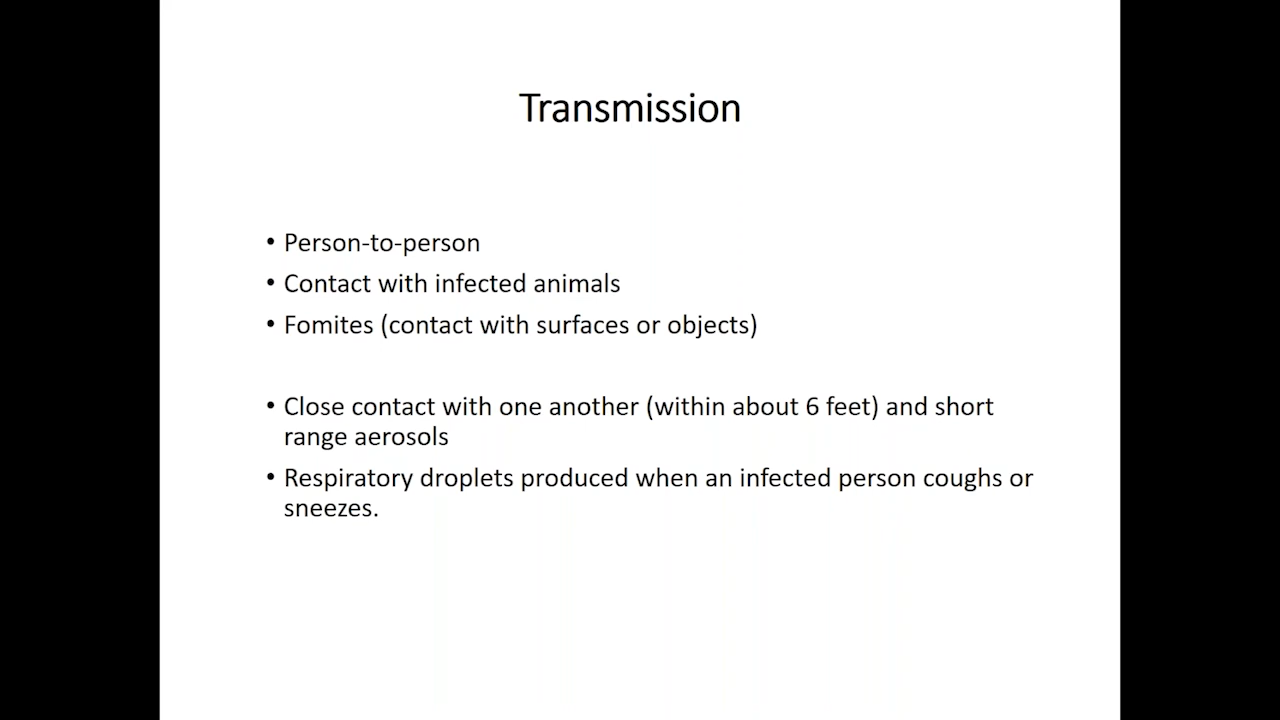 Transmission
• Person-to-person
• Contact with infected animals
• Fomites (contact with surfaces or objects)
• Close contact with one another (within about 6 feet) and short
range aerosols
• Respiratory droplets produced when an infected person coughs or
sneezes.